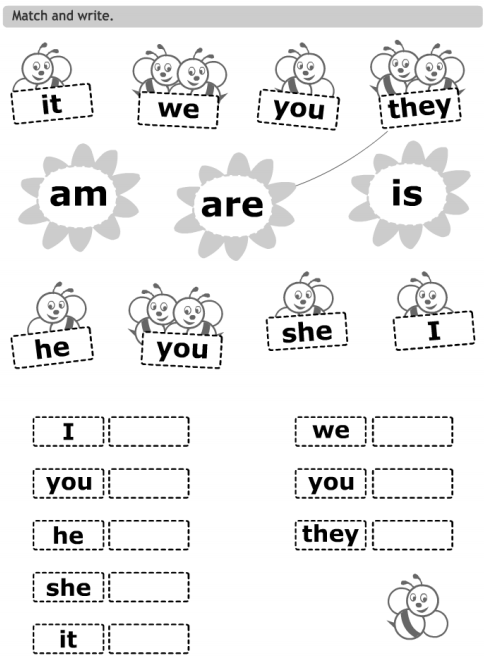 Match and write.
it we you they
am are is
he you she I
I we
you you
he they
she
it